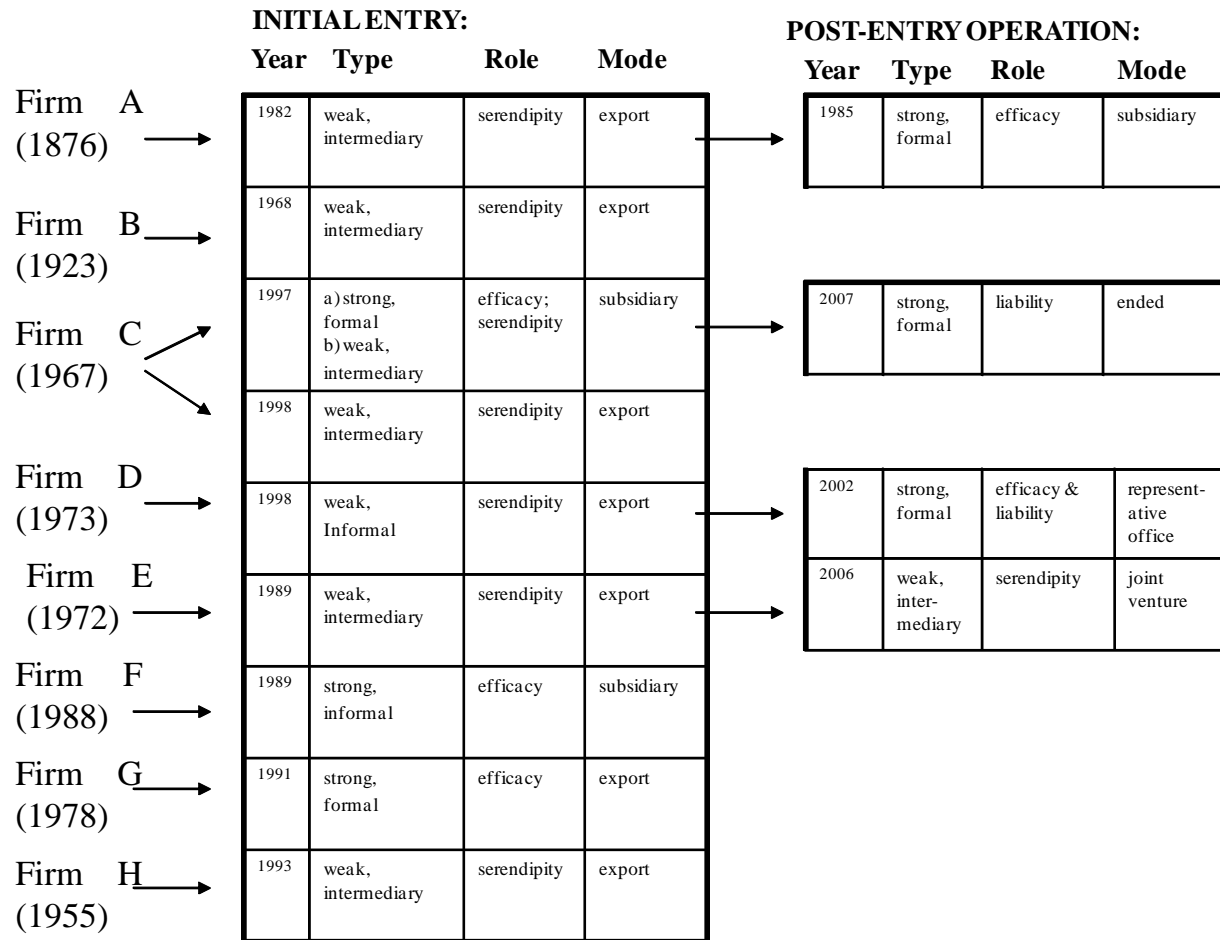 INITIAL ENTRY:
POST-ENTRY OPERATION:
Year Type Role Mode
Year Type Role Mode
Firm A
(1876)
1982 weak, serendipity export
intermediary
1985 strong, efficacy subsidiary
formal
Firm B
(1923)
1968 weak, serendipity export
intermediary
Firm C
(1967)
1997 a) strong, efficacy; subsidiary
formal serendipity
b) weak,
intermediary
2007 strong, liability ended
formal
1998 weak, serendipity export
intermediary
Firm D
(1973)
1998 weak, serendipity export
Informal
2002 strong, efficacy & represent-
formal liability ative
office
Firm E
(1972)
1989 weak, serendipity export
intermediary
2006 weak, serendipity joint
inter- venture
mediary
Firm F
(1988)
1989 strong, efficacy subsidiary
informal
Firm G
(1978)
1991 strong, efficacy export
formal
Firm H
(1955)
1993 weak, serendipity export
intermediary